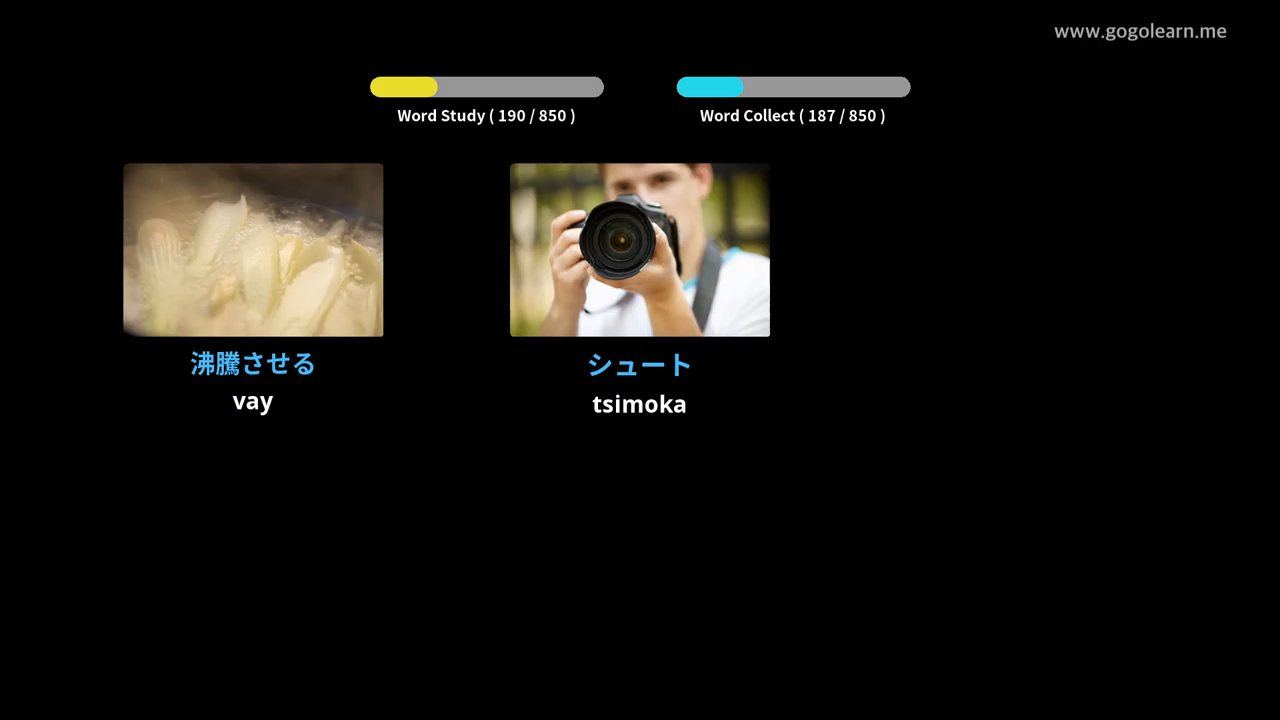 www.gogolearn.me
Word Study ( 190 / 850 )
Word Collect ( 187 / 850 )
沸騰させる
vay
シュート
tsimoka